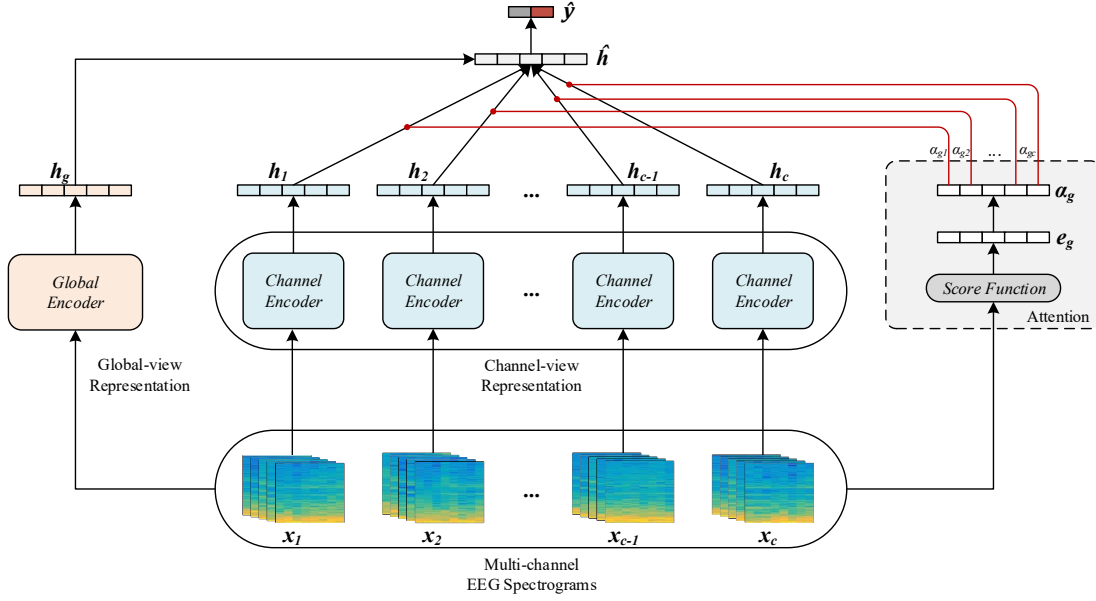 ŷ
ĥ
α_g1 α_g2 ... α_gc
h_g h_1 h_2 ... h_c-1 h_c α_g
e_g
Global
Encoder
Channel
Encoder
Channel
Encoder
...
Channel
Encoder
Channel
Encoder
Score Function
Attention
Global-view
Representation
Channel-view
Representation
...
x_1 x_2 x_c-1 x_c
Multi-channel
EEG Spectrograms